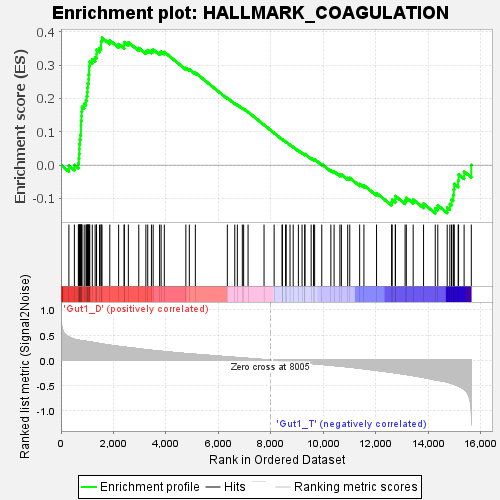 Enrichment plot: HALLMARK_COAGULATION
Enrichment score (ES)
0.4
0.3
0.2
0.1
0.0
-0.1
Ranked list metric (Signal2Noise)
1.0
0.5
0.0
-0.5
-1.0
'Gut1_D' (positively correlated)
Zero cross at 8005
'Gut1_T' (negatively correlated)
0 2,000 4,000 6,000 8,000 10,000 12,000 14,000 16,000
Rank in Ordered Dataset
Enrichment profile Hits Ranking metric scores